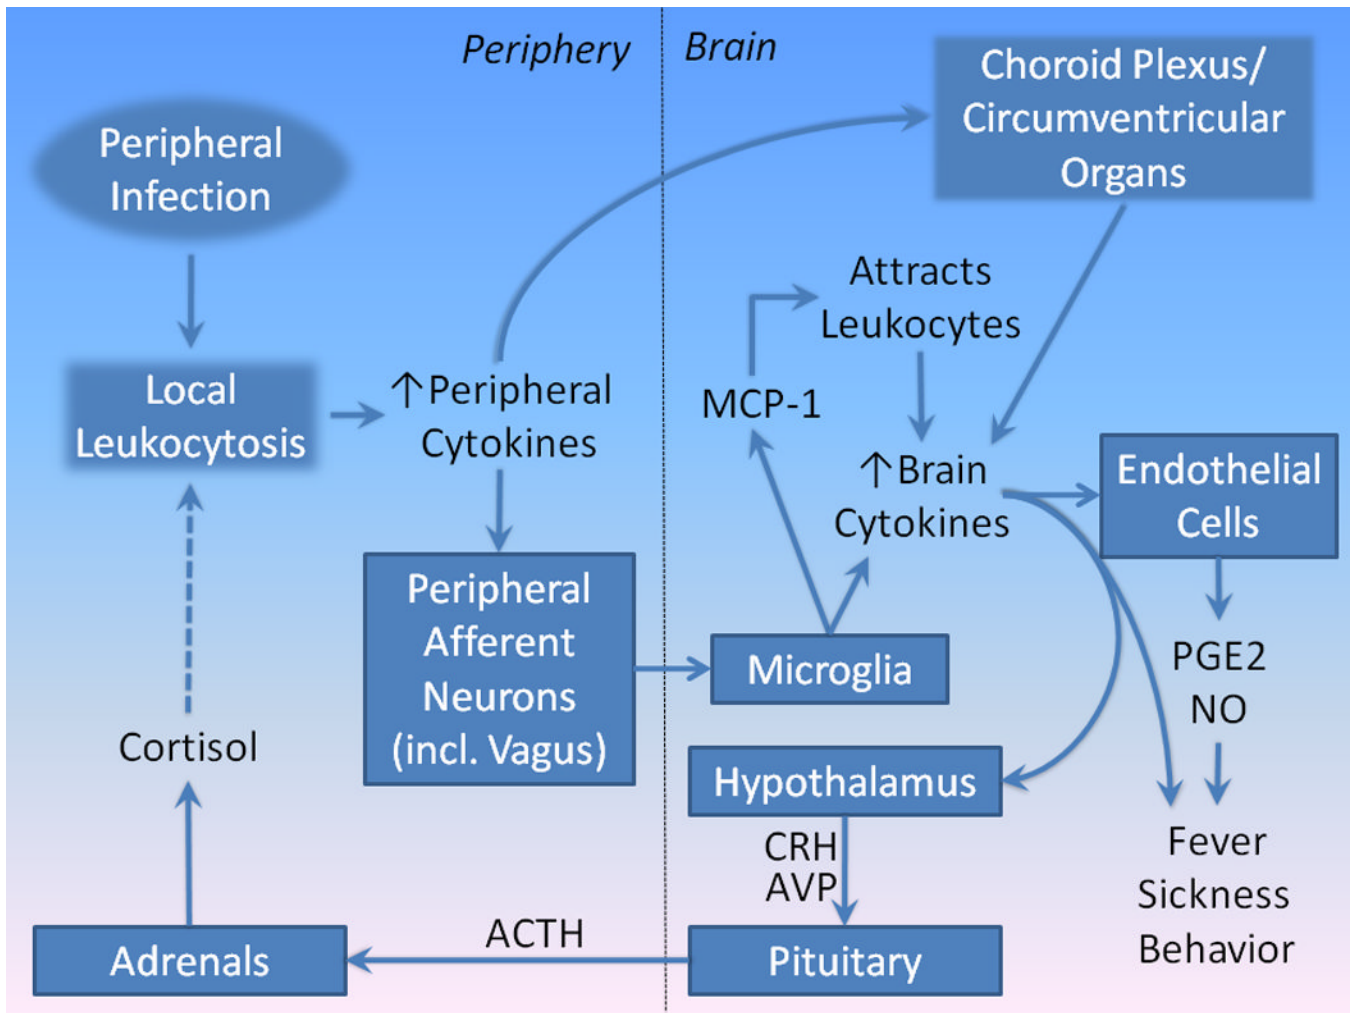 Periphery
Brain
Choroid Plexus/
Circumventricular
Organs
Peripheral
Infection
Attracts
Leukocytes
Local
Leukocytosis
↑Peripheral
Cytokines
MCP-1
↑Brain
Cytokines
Endothelial
Cells
Peripheral
Afferent
Neurons
(incl. Vagus)
Microglia
PGE2
NO
Cortisol
Hypothalamus
CRH
AVP
Fever
Sickness
Behavior
Adrenals
ACTH
Pituitary